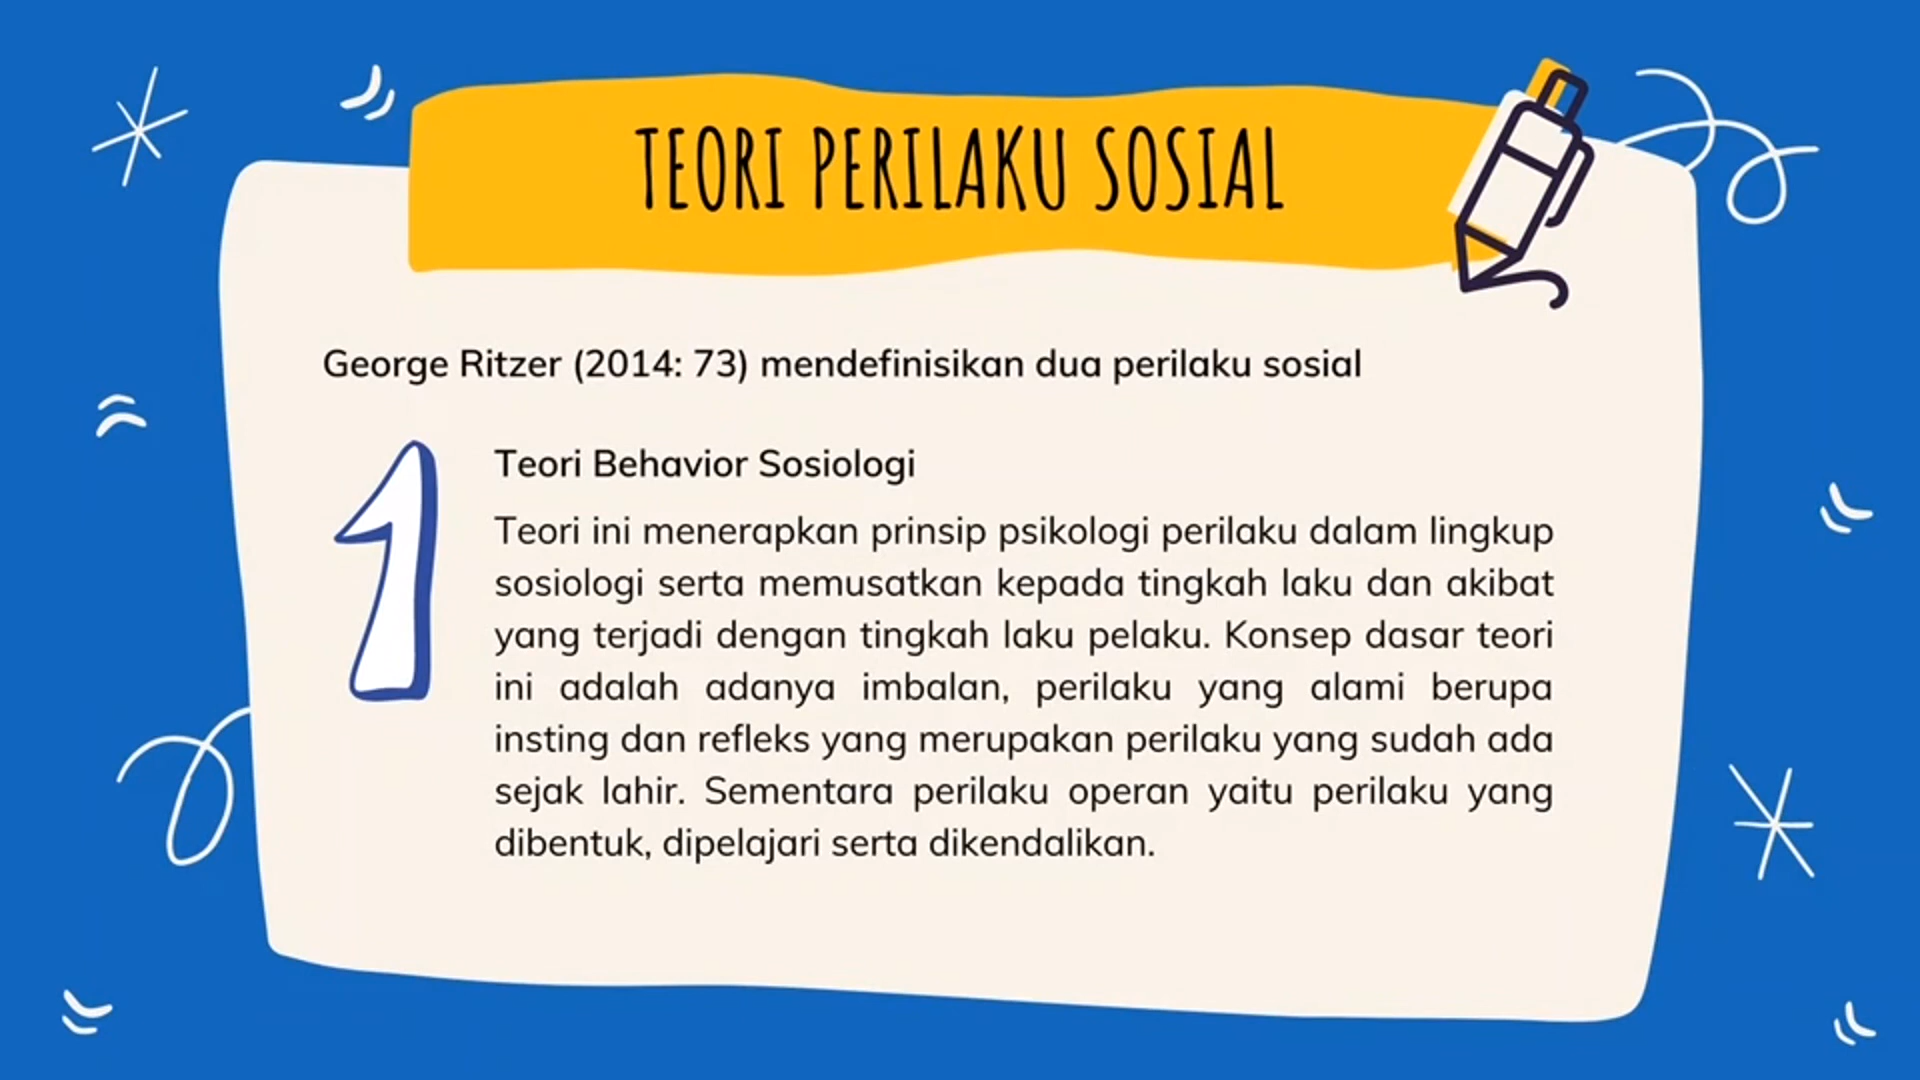 TEORI PERILAKU SOSIAL
George Ritzer (2014: 73) mendefinisikan dua perilaku sosial
1
Teori Behavior Sosiologi
Teori ini menerapkan prinsip psikologi perilaku dalam lingkup
sosiologi serta memusatkan kepada tingkah laku dan akibat
yang terjadi dengan tingkah laku pelaku. Konsep dasar teori
ini adalah adanya imbalan, perilaku yang alami berupa
insting dan refleks yang merupakan perilaku yang sudah ada
sejak lahir. Sementara perilaku operan yaitu perilaku yang
dibentuk, dipelajari serta dikendalikan.